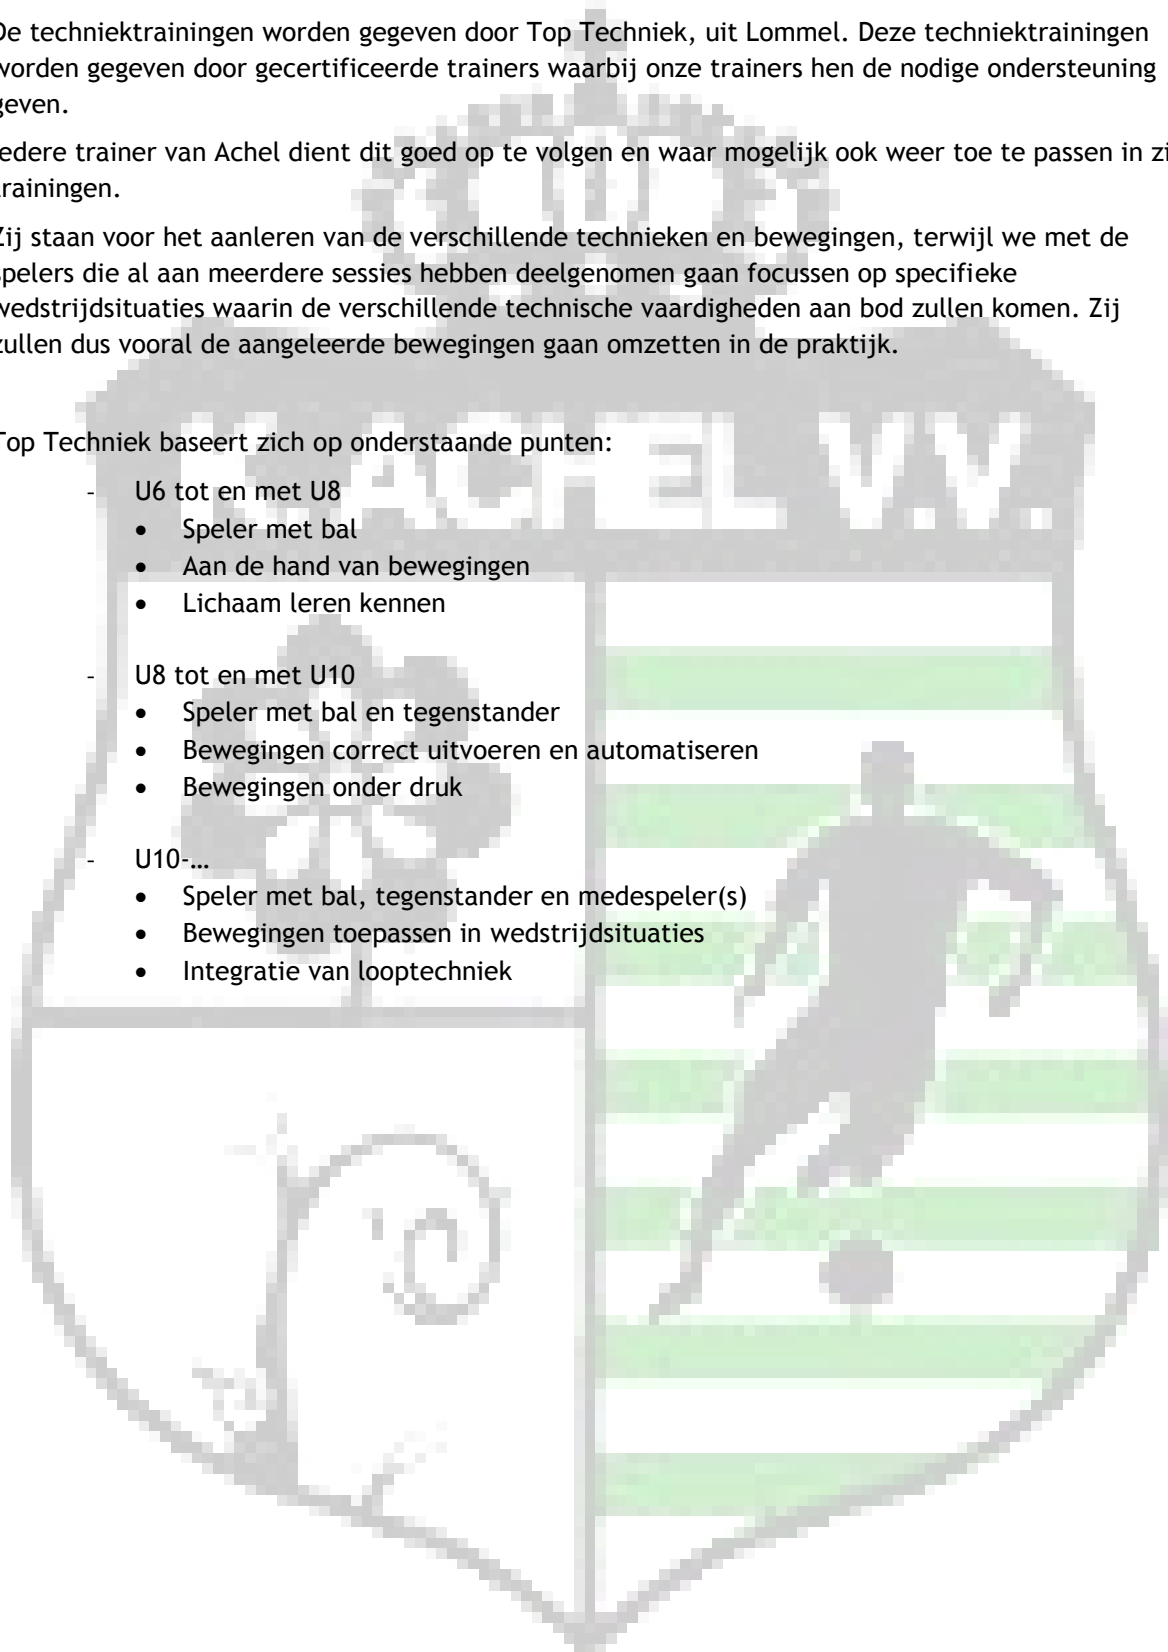 De techniektrainingen worden gegeven door Top Techniek, uit Lommel. Deze techniektrainingen
worden gegeven door gecertificeerde trainers waarbij onze trainers hen de nodige ondersteuning
geven.
Iedere trainer van Achel dient dit goed op te volgen en waar mogelijk ook weer toe te passen in
trainingen.
Zij staan voor het aanleren van de verschillende technieken en bewegingen, terwijl we met de
spelers die al aan meerdere sessies hebben deelgenomen gaan focussen op specifieke
wedstrijdsituaties waarin de verschillende technische vaardigheden aan bod zullen komen. Zij
zullen dus vooral de aangeleerde bewegingen gaan omzetten in de praktijk.
Top Techniek baseert zich op onderstaande punten:
K. ACHEL V.V.
- U6 tot en met U8
• Speler met bal
• Aan de hand van bewegingen
• Lichaam leren kennen
- U8 tot en met U10
• Speler met bal en tegenstander
• Bewegingen correct uitvoeren en automatiseren
• Bewegingen onder druk
- U10-…
• Speler met bal, tegenstander en medespeler(s)
• Bewegingen toepassen in wedstrijdsituaties
• Integratie van looptechniek